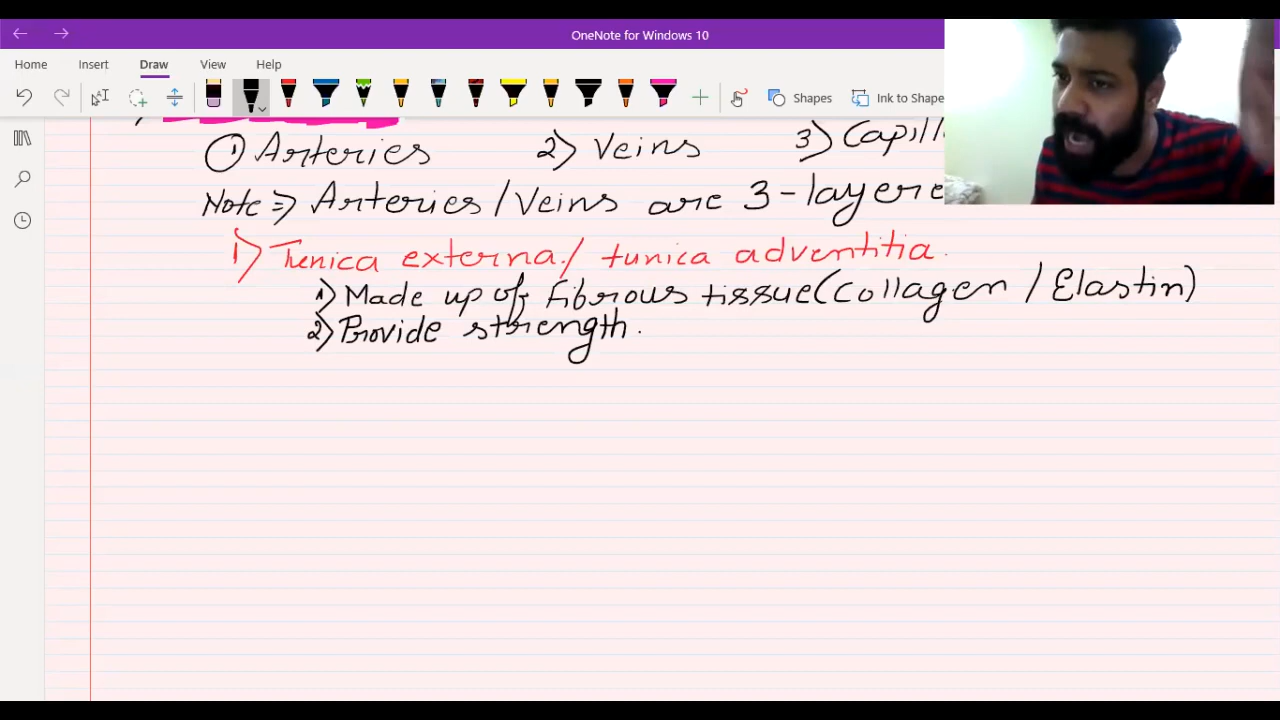 OneNote for Windows 10
Home Insert Draw View Help
Shapes Ink to Shape
① Arteries 2) Veins 3) Capill
Note => Arteries / Veins are 3 - layere
1) Tunica externa / tunica adventitia.
1) Made up of Fibrous tissue (Collagen / Elastin)
2) Provide strength.